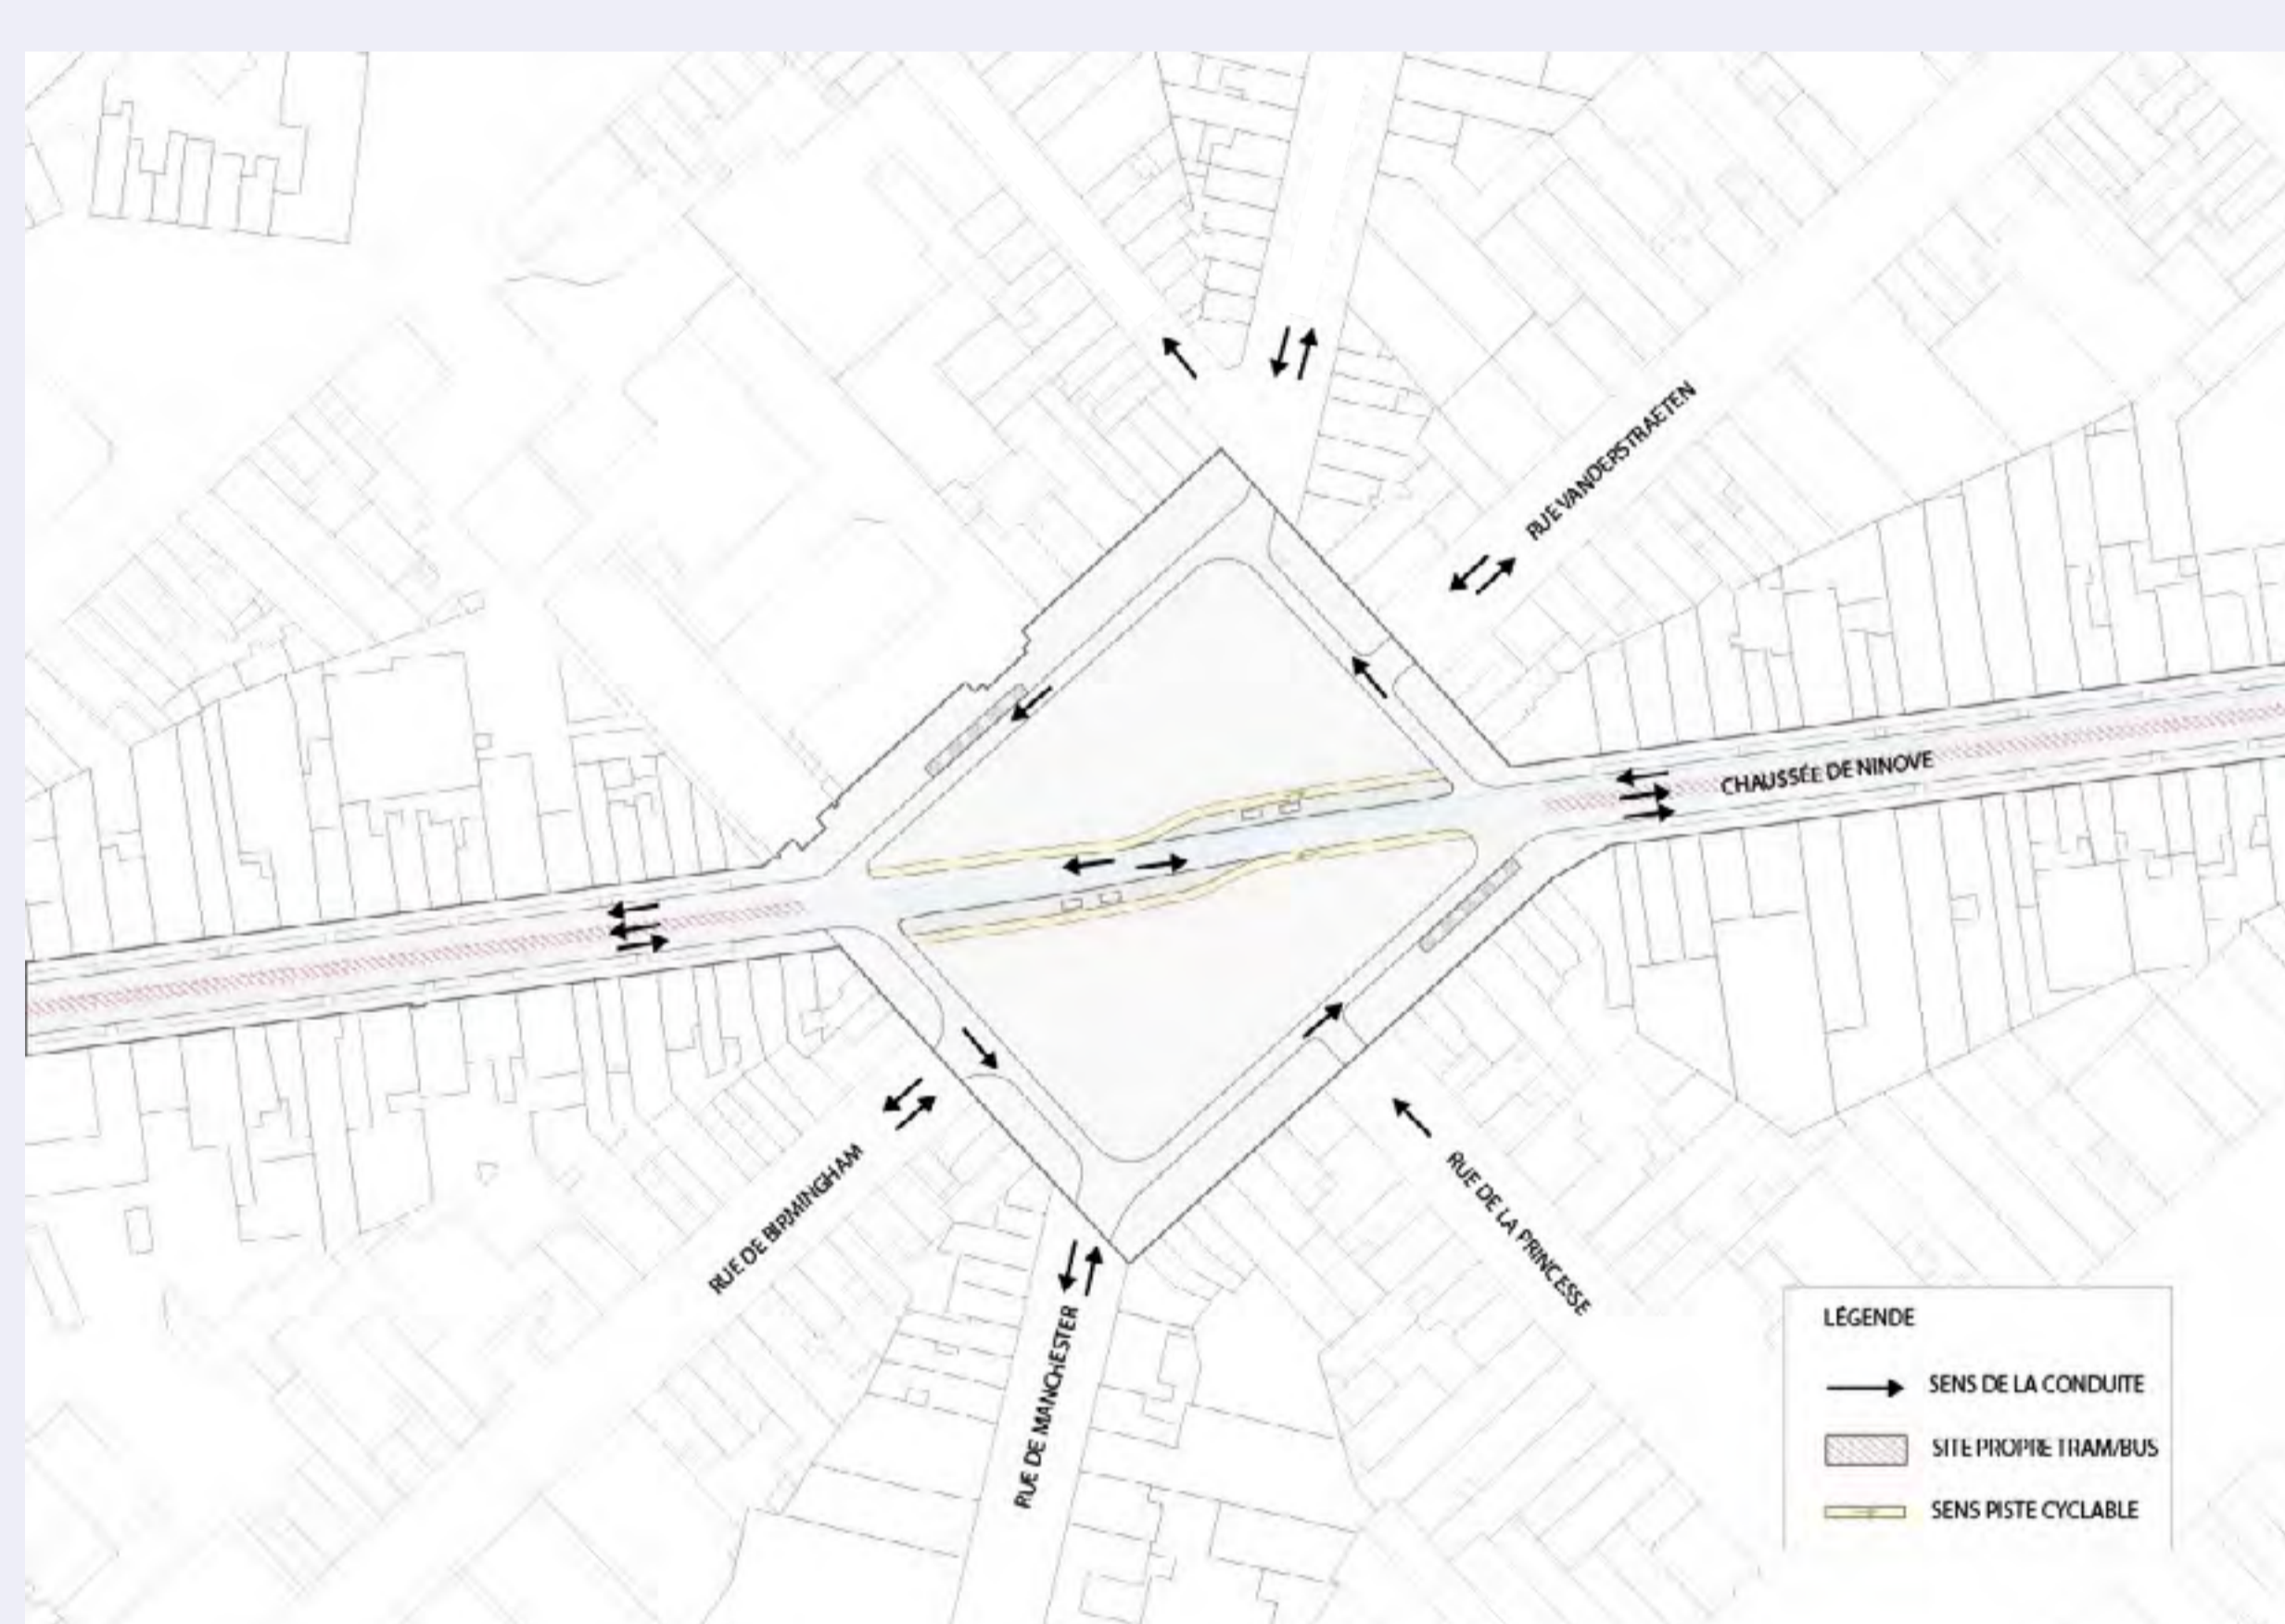 RUE VANDERSTRAETEN
CHAUSSÉE DE NINOVE
RUE DE BIRMINGHAM
RUE DE MANCHESTER
RUE DE LA PRINCESSE
LÉGENDE
SENS DE LA CONDUITE
SITE PROPRE TRAM/BUS
SENS PISTE CYCLABLE